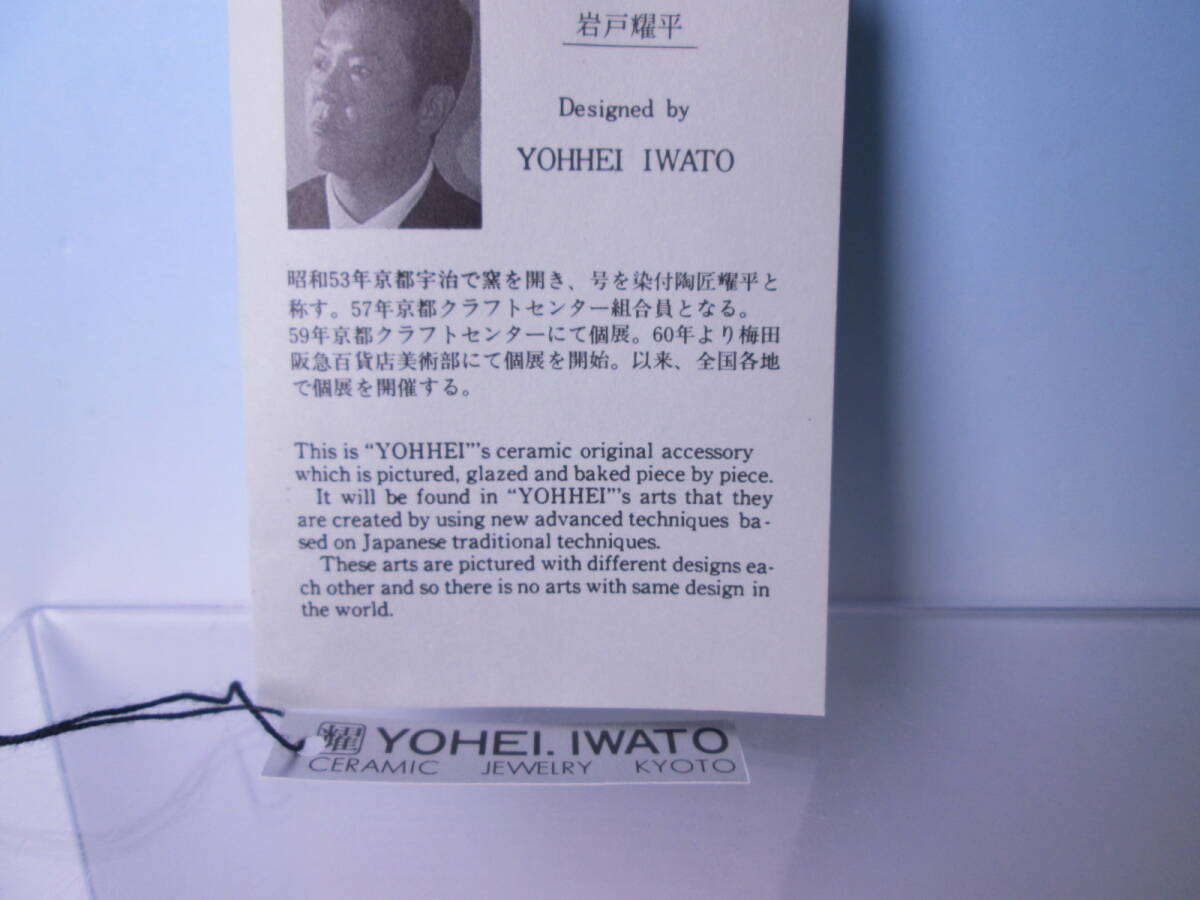 岩戸耀平
Designed by
YOHHEI IWATO
昭和53年京都宇治で窯を開き、号を染付陶匠耀平と
称す。57年京都クラフトセンター組合員となる。
59年京都クラフトセンターにて個展。60年より梅田
阪急百貨店美術部にて個展を開始。以来、全国各地
で個展を開催する。
This is “YOHHEI”'s ceramic original accessory
which is pictured, glazed and baked piece by piece.
It will be found in “YOHHEI”'s arts that they
are created by using new advanced techniques ba-
sed on Japanese traditional techniques.
These arts are pictured with different designs ea-
ch other and so there is no arts with same design in
the world.
耀 YOHEI. IWATO
CERAMIC JEWELRY KYOTO